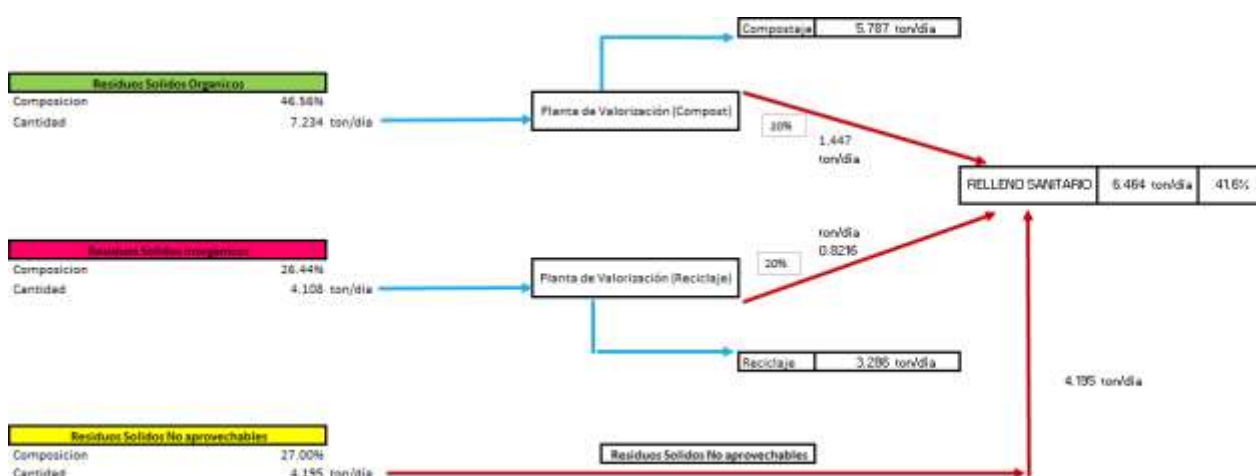 Compostaje 5.787 ton/dia
Residuos Solidos Organicos
Composicion 46.56%
Cantidad 7.234 ton/dia
Planta de Valorización (Compost)
20%
1.447
ton/dia
RELLENO SANITARIO 6.464 ton/dia 41.6%
Residuos Solidos inorganicos
Composicion 26.44%
Cantidad 4.108 ton/dia
ton/dia
0.8216
20%
Planta de Valorización (Reciclaje)
Reciclaje 3.286 ton/dia
4.195 ton/dia
Residuos Solidos No aprovechables
Composicion 27.00%
Cantidad 4.195 ton/dia
Residuos Solidos No aprovechables